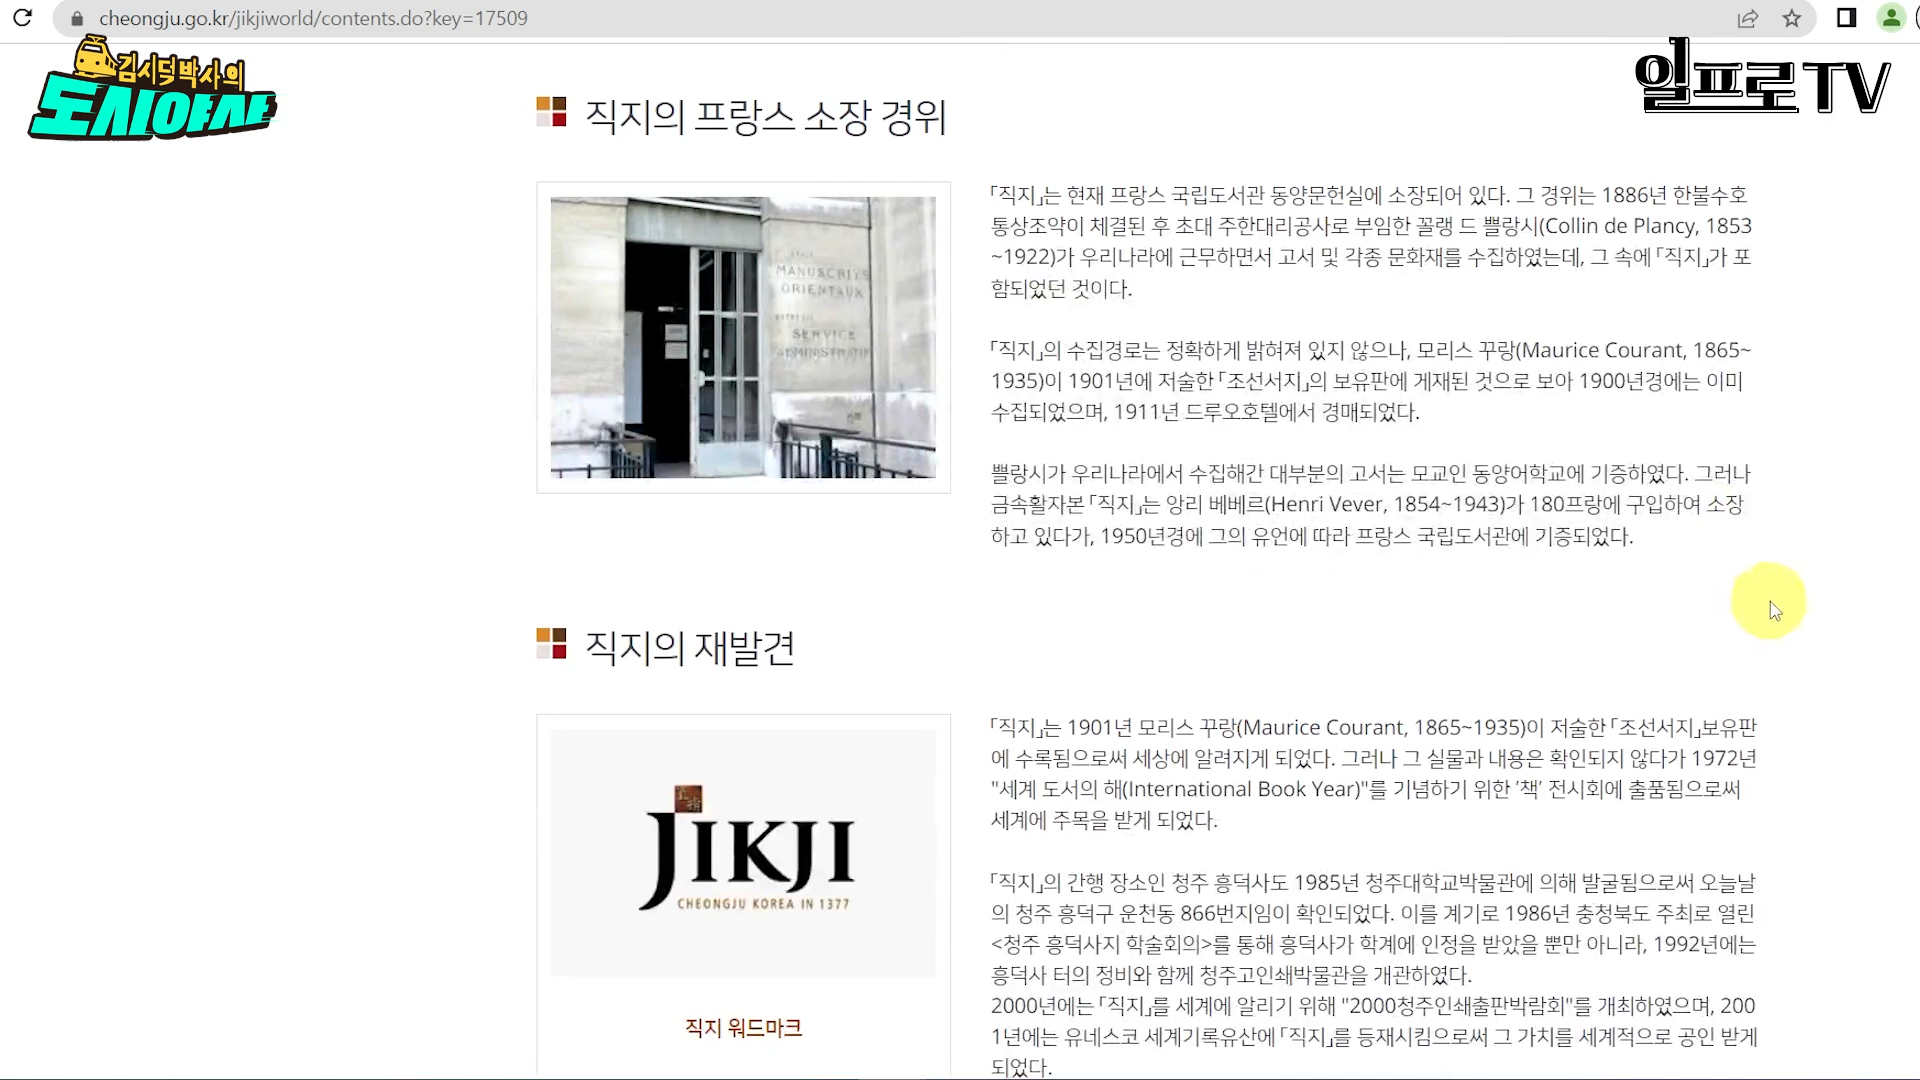 cheongju.go.kr/jikjiworld/contents.do?key=17509
김시덕박사의
도시야사
일프로TV
직지의 프랑스 소장 경위
MANUSCRITS
ORIENTAUX
SERVICE
「직지」는 현재 프랑스 국립도서관 동양문헌실에 소장되어 있다. 그 경위는 1886년 한불수호
통상조약이 체결된 후 초대 주한대리공사로 부임한 꼴랭 드 쁠랑시(Collin de Plancy, 1853
~1922)가 우리나라에 근무하면서 고서 및 각종 문화재를 수집하였는데, 그 속에 「직지」가 포
함되었던 것이다.
「직지」의 수집경로는 정확하게 밝혀져 있지 않으나, 모리스 꾸랑(Maurice Courant, 1865~
1935)이 1901년에 저술한 「조선서지」의 보유판에 게재된 것으로 보아 1900년경에는 이미
수집되었으며, 1911년 드루오호텔에서 경매되었다.
쁠랑시가 우리나라에서 수집해간 대부분의 고서는 모교인 동양어학교에 기증하였다. 그러나
금속활자본 「직지」는 앙리 베베르(Henri Vever, 1854~1943)가 180프랑에 구입하여 소장
하고 있다가, 1950년경에 그의 유언에 따라 프랑스 국립도서관에 기증되었다.
직지의 재발견
JIKJI
CHEONGJU KOREA IN 1377
직지 워드마크
「직지」는 1901년 모리스 꾸랑(Maurice Courant, 1865~1935)이 저술한 「조선서지」보유판
에 수록됨으로써 세상에 알려지게 되었다. 그러나 그 실물과 내용은 확인되지 않다가 1972년
"세계 도서의 해(International Book Year)"를 기념하기 위한 '책' 전시회에 출품됨으로써
세계에 주목을 받게 되었다.
「직지」의 간행 장소인 청주 흥덕사도 1985년 청주대학교박물관에 의해 발굴됨으로써 오늘날
의 청주 흥덕구 운천동 866번지임이 확인되었다. 이를 계기로 1986년 충청북도 주최로 열린
<청주 흥덕사지 학술회의>를 통해 흥덕사가 학계에 인정을 받았을 뿐만 아니라, 1992년에는
흥덕사 터의 정비와 함께 청주고인쇄박물관을 개관하였다.
2000년에는 「직지」를 세계에 알리기 위해 "2000청주인쇄출판박람회"를 개최하였으며, 200
1년에는 유네스코 세계기록유산에 「직지」를 등재시킴으로써 그 가치를 세계적으로 공인 받게
되었다.